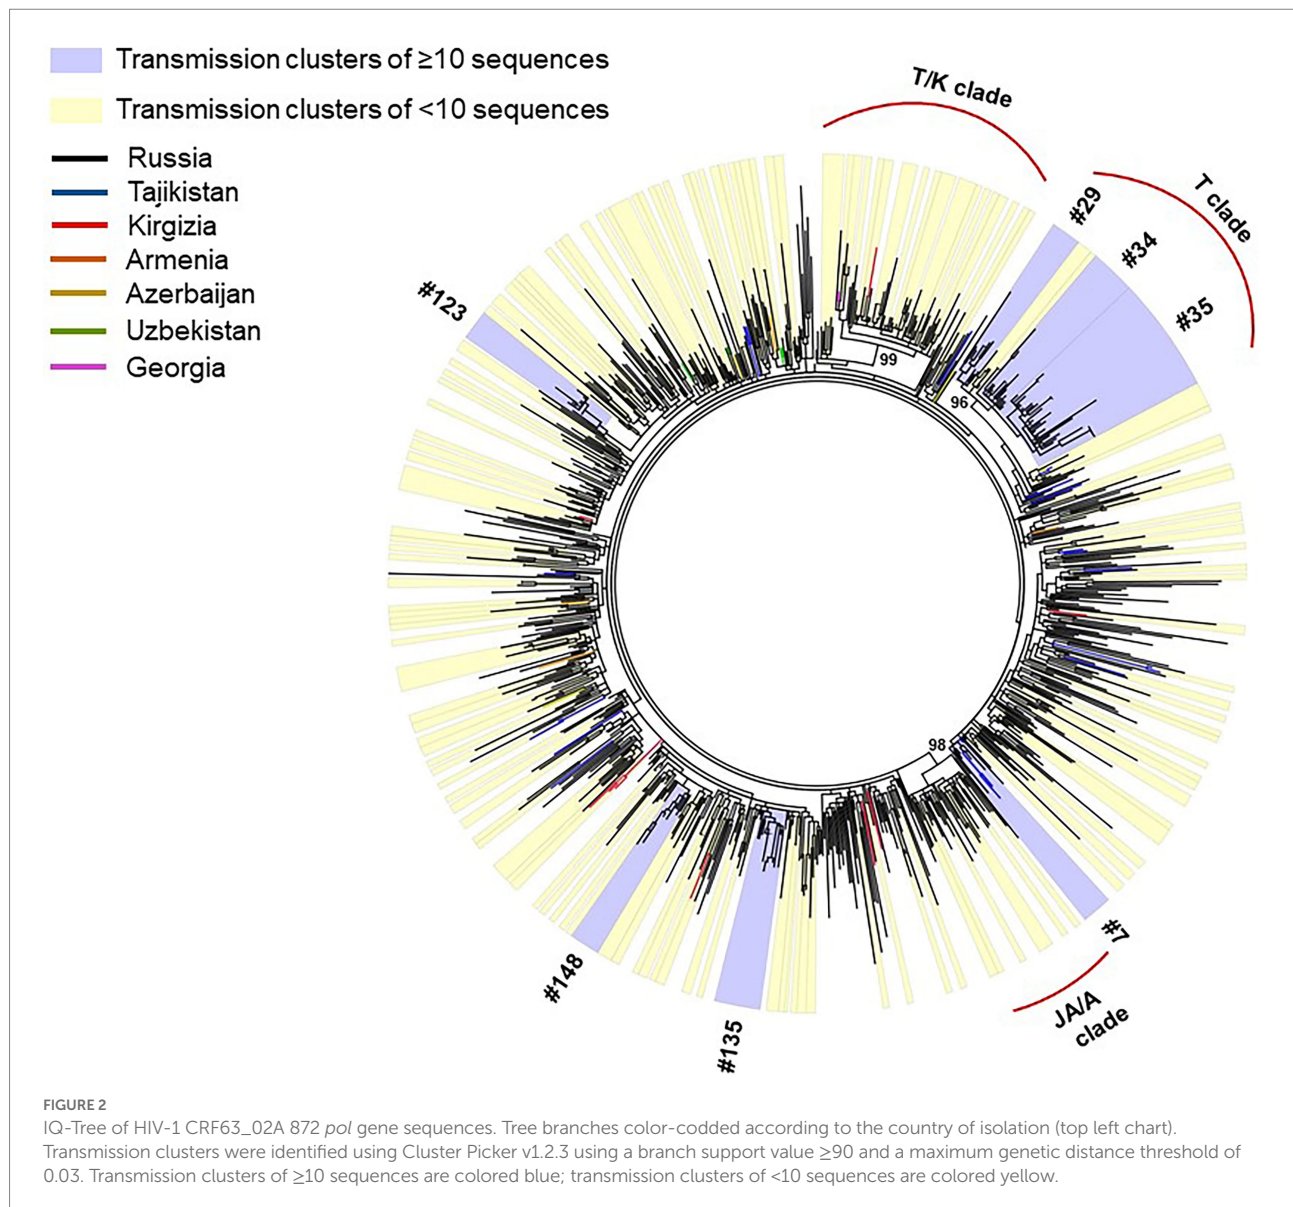 Transmission clusters of ≥10 sequences
Transmission clusters of <10 sequences
Russia
Tajikistan
Kirgizia
Armenia
Azerbaijan
Uzbekistan
Georgia
T/K clade
#29
T clade
#34
#35
#123
99
96
98
#7
JA/A
clade
#148
#135
FIGURE 2
IQ-Tree of HIV-1 CRF63_02A 872 pol gene sequences. Tree branches color-codded according to the country of isolation (top left chart).
Transmission clusters were identified using Cluster Picker v1.2.3 using a branch support value ≥90 and a maximum genetic distance threshold of
0.03. Transmission clusters of ≥10 sequences are colored blue; transmission clusters of <10 sequences are colored yellow.